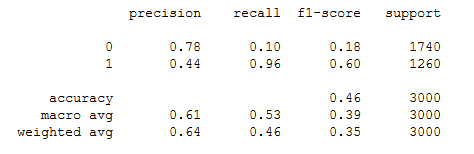 precision recall f1-score support
0 0.78 0.10 0.18 1740
1 0.44 0.96 0.60 1260
accuracy 0.46 3000
macro avg 0.61 0.53 0.39 3000
weighted avg 0.64 0.46 0.35 3000